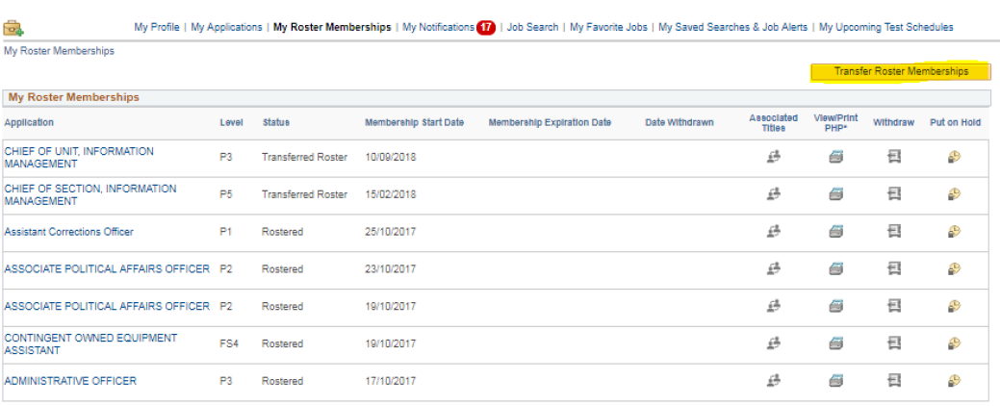 My Profile | My Applications | My Roster Memberships | My Notifications 17 | Job Search | My Favorite Jobs | My Saved Searches & Job Alerts | My Upcoming Test Schedules
My Roster Memberships
Transfer Roster Memberships
My Roster Memberships
Application Level Status Membership Start Date Membership Expiration Date Date Withdrawn Associated Titles View/Print PHP* Withdraw Put on Hold
CHIEF OF UNIT, INFORMATION
MANAGEMENT P3 Transferred Roster 10/09/2018
CHIEF OF SECTION, INFORMATION
MANAGEMENT P5 Transferred Roster 15/02/2018
Assistant Corrections Officer P1 Rostered 25/10/2017
ASSOCIATE POLITICAL AFFAIRS OFFICER P2 Rostered 23/10/2017
ASSOCIATE POLITICAL AFFAIRS OFFICER P2 Rostered 19/10/2017
CONTINGENT OWNED EQUIPMENT
ASSISTANT FS4 Rostered 19/10/2017
ADMINISTRATIVE OFFICER P3 Rostered 17/10/2017